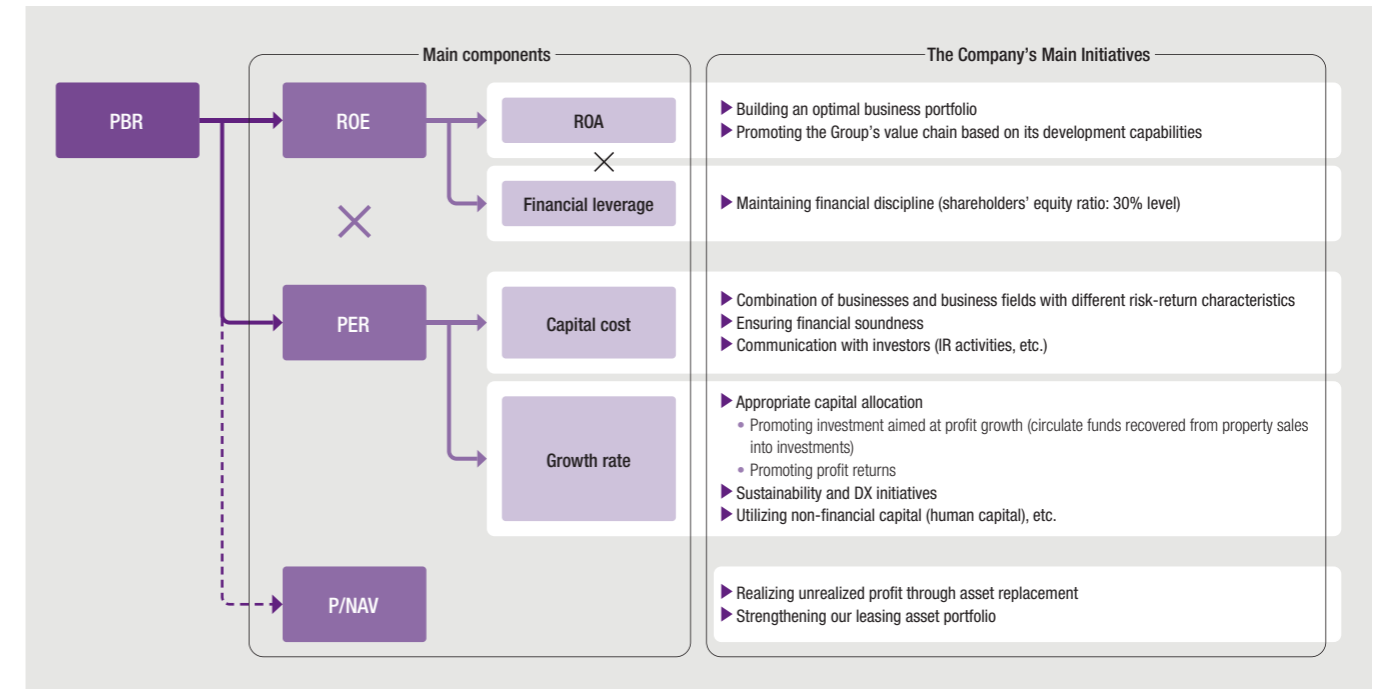 Main components
The Company's Main Initiatives
PBR
ROE
ROA
▶ Building an optimal business portfolio
▶ Promoting the Group's value chain based on its development capabilities
×
×
Financial leverage
▶ Maintaining financial discipline (shareholders' equity ratio: 30% level)
PER
Capital cost
▶ Combination of businesses and business fields with different risk-return characteristics
▶ Ensuring financial soundness
▶ Communication with investors (IR activities, etc.)
Growth rate
▶ Appropriate capital allocation
• Promoting investment aimed at profit growth (circulate funds recovered from property sales
into investments)
• Promoting profit returns
▶ Sustainability and DX initiatives
▶ Utilizing non-financial capital (human capital), etc.
P/NAV
▶ Realizing unrealized profit through asset replacement
▶ Strengthening our leasing asset portfolio